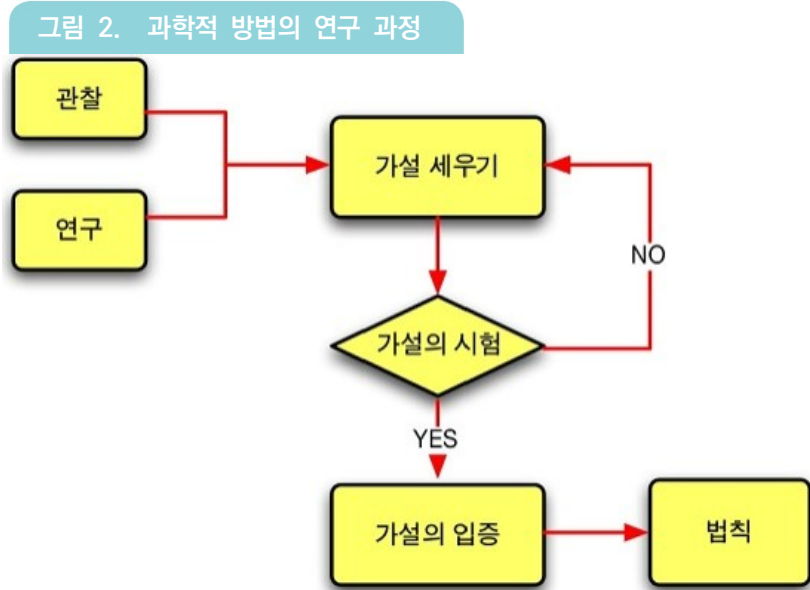 그림 2. 과학적 방법의 연구 과정
관찰
가설 세우기
연구
NO
가설의 시험
YES
가설의 입증
법칙